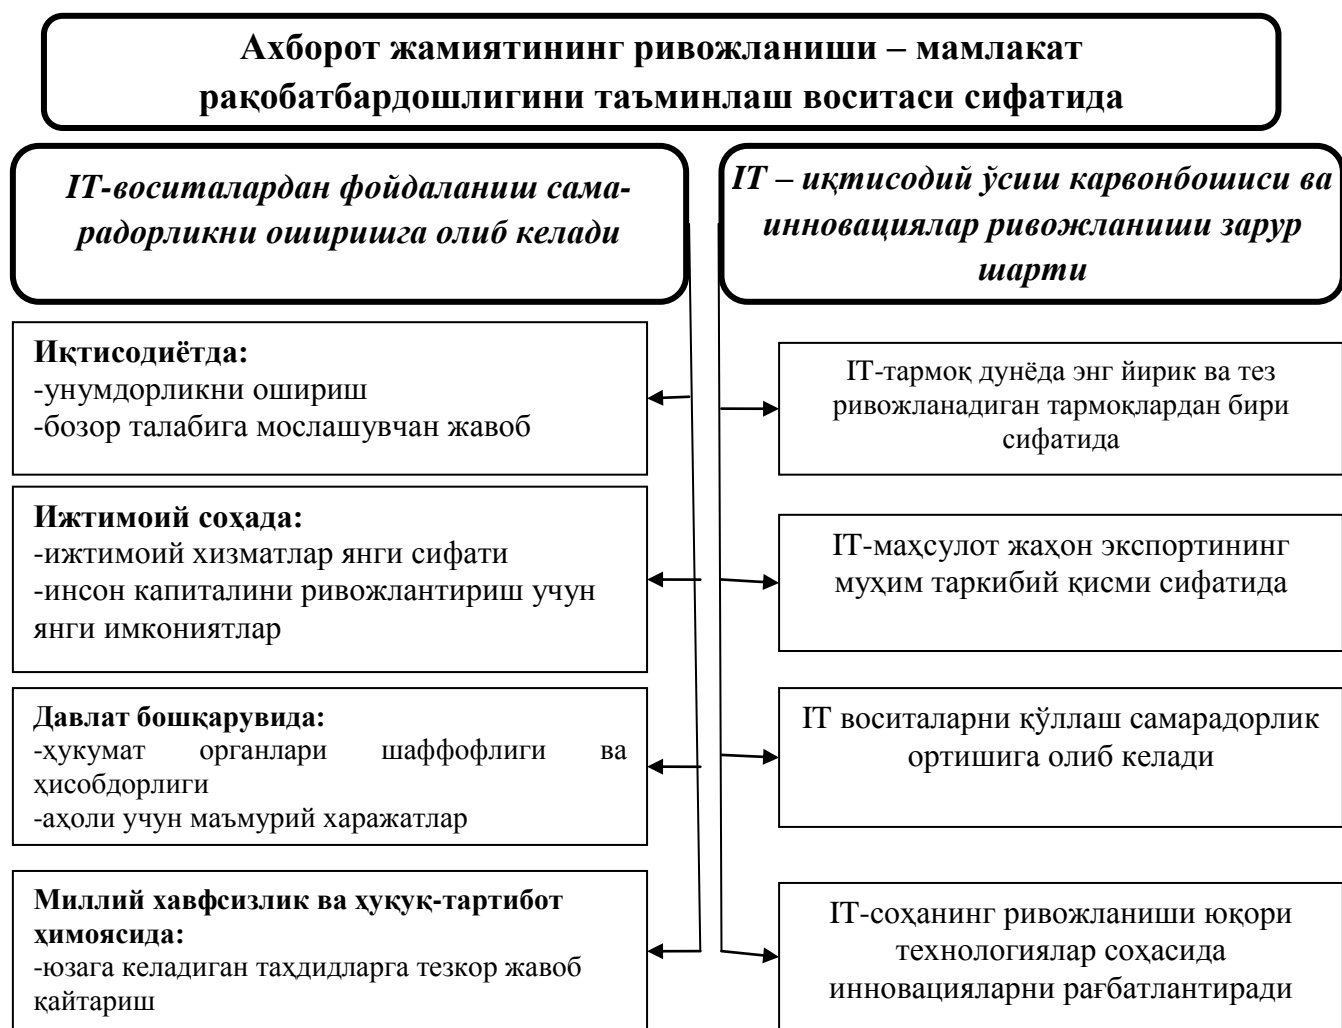 Ахборот жамиятининг ривожланиши – мамлакат
рақобатбардошлигини таъминлаш воситаси сифатида
IT-воситалардан фойдаланиш сама-
радорликни оширишга олиб келади
IT – иқтисодий ўсиш карвонбошиси ва
инновациялар ривожланиши зарур
шарти
Иқтисодиётда:
-унумдорликни ошириш
-бозор талабига мослашувчан жавоб
Ижтимоий соҳада:
-ижтимоий хизматлар янги сифати
-инсон капиталини ривожлантириш учун
янги имкониятлар
Давлат бошқарувида:
-ҳукумат органлари шаффофлиги ва
ҳисобдорлиги
-аҳоли учун маъмурий харажатлар
Миллий хавфсизлик ва ҳуқуқ-тартибот
ҳимоясида:
-юзага келадиган таҳдидларга тезкор жавоб
қайтариш
IT-тармоқ дунёда энг йирик ва тез
ривожланадиган тармоқлардан бири
сифатида
IT-маҳсулот жаҳон экспортининг
муҳим таркибий қисми сифатида
IT воситаларни қўллаш самарадорлик
ортишига олиб келади
IT-соҳанинг ривожланиши юқори
технологиялар соҳасида
инновацияларни рағбатлантиради